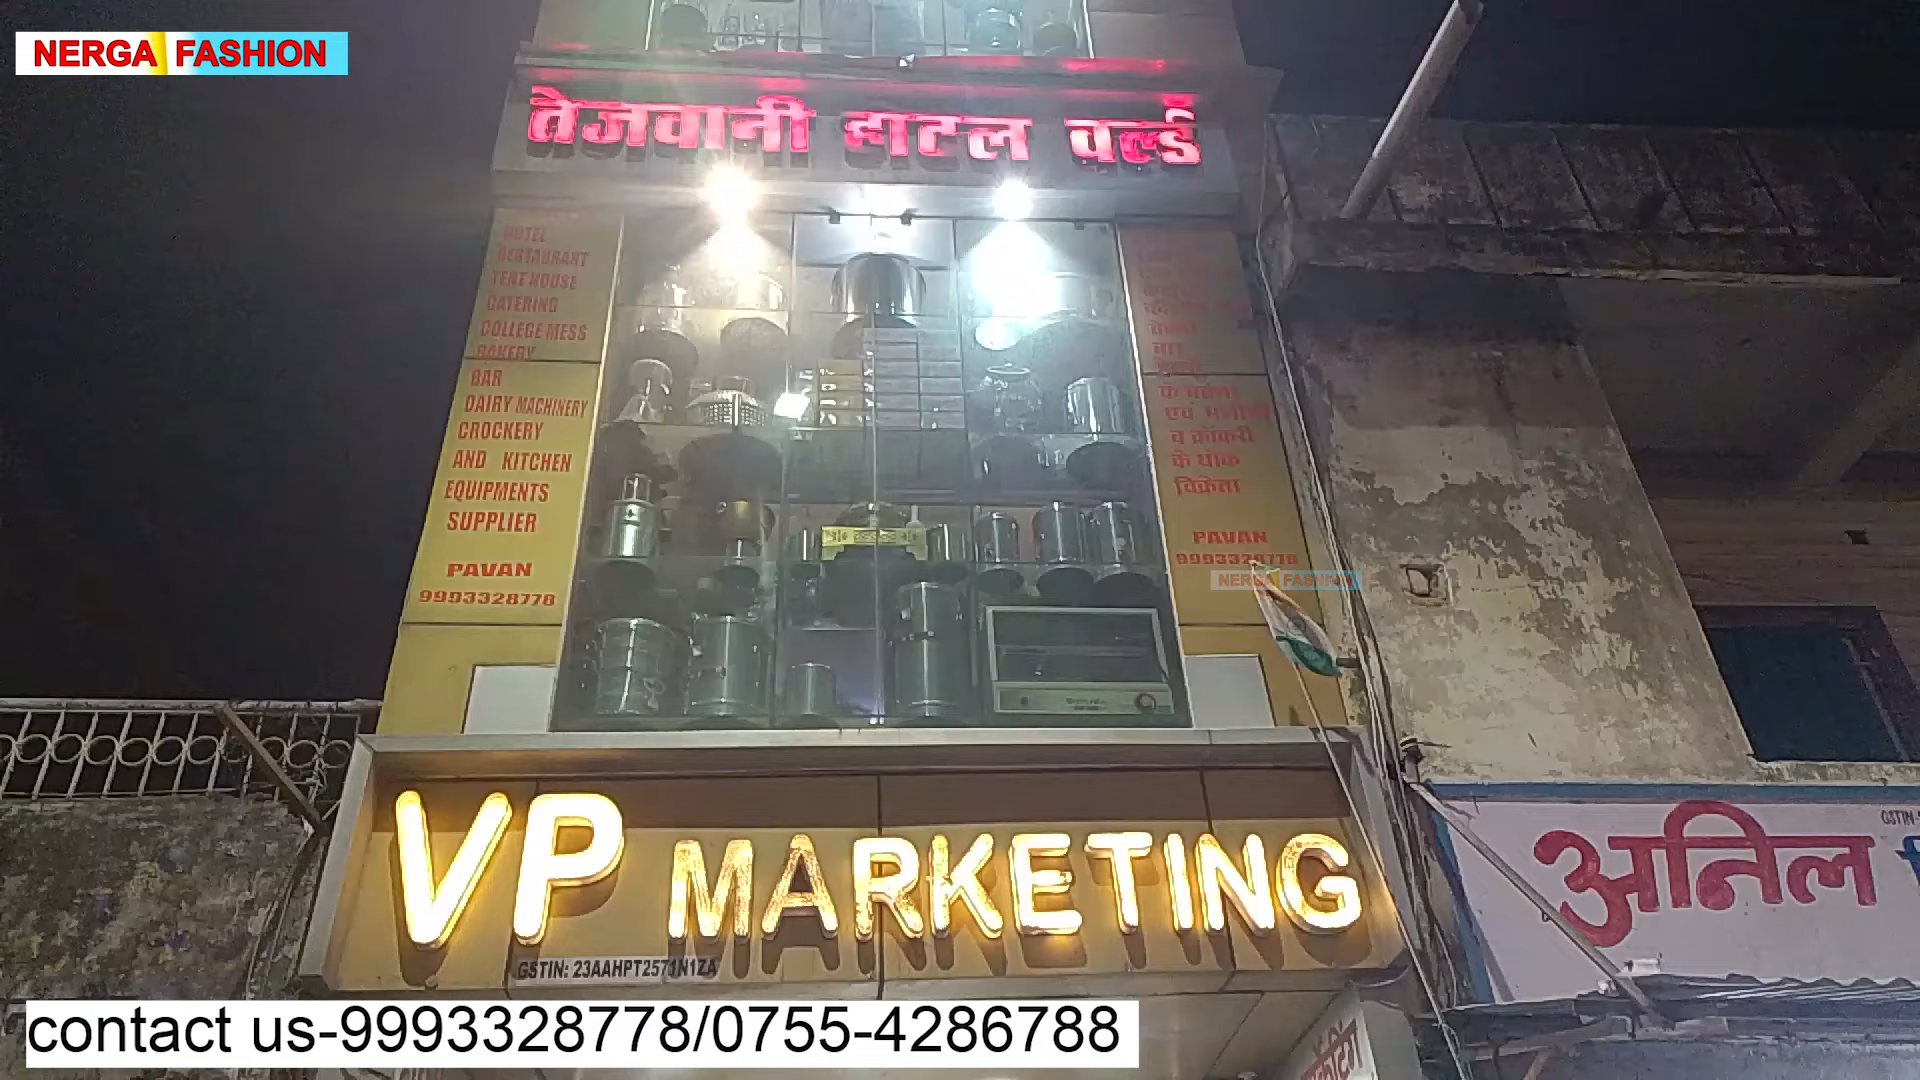 NERGA FASHION
तेजवानी हाटल वर्ल्ड
HOTEL
RESTAURANT
TENT HOUSE
CATERING
COLLEGE MESS
BAKERY
BAR
DAIRY MACHINERY
CROCKERY
AND KITCHEN
EQUIPMENTS
SUPPLIER
PAVAN
9993328778
बार
एवं
व क्रॉकरी
के थोक
विक्रेता
PAVAN
9993328778
NERGA FASHION
VP MARKETING
GSTIN: 23AAHPT2571N1ZA
अनिल
GSTIN
contact us-9993328778/0755-4286788